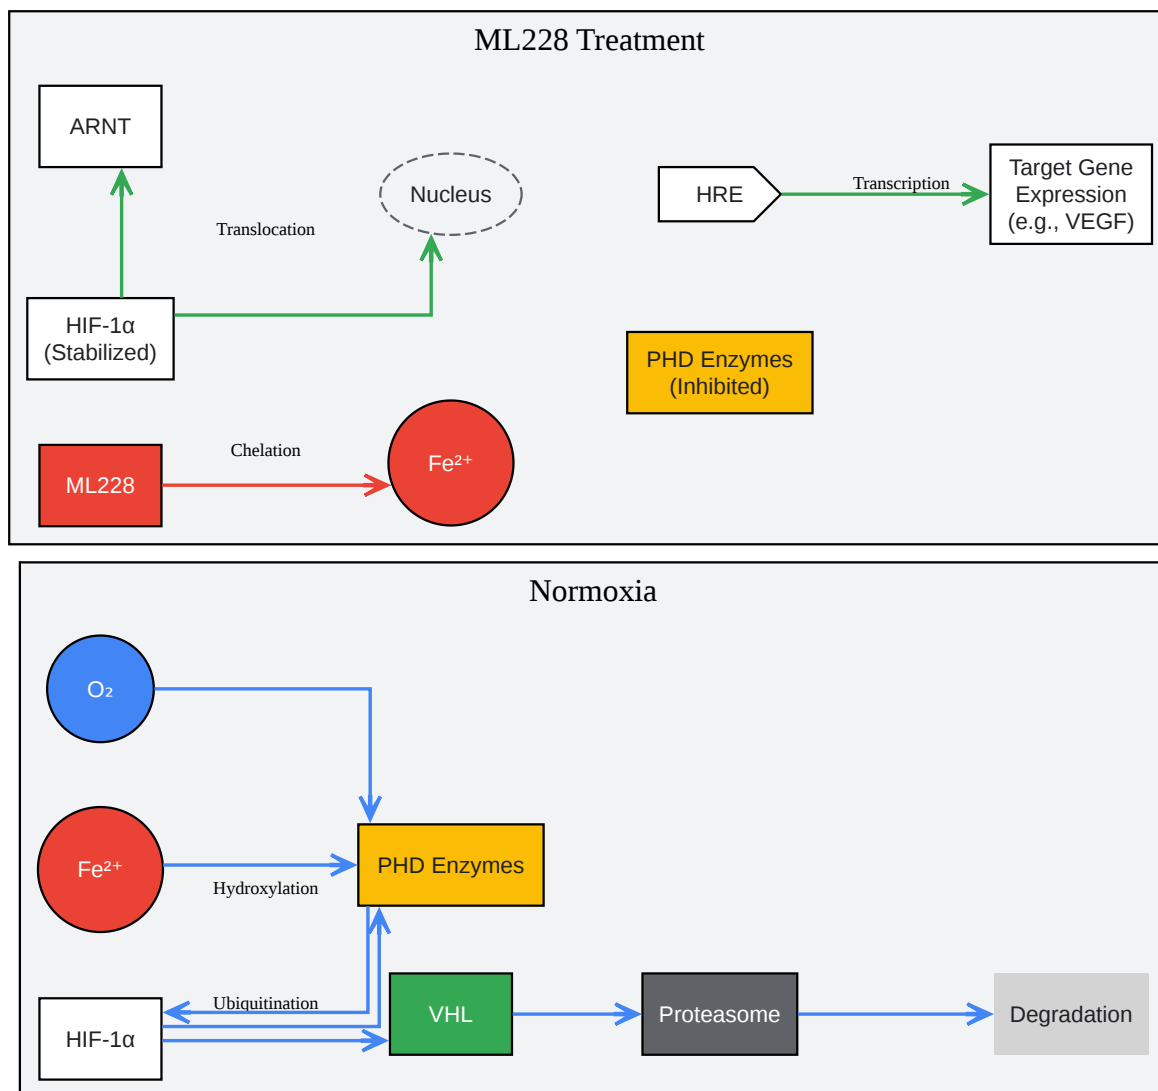 ML228 Treatment
ARNT
Translocation
Nucleus
HRE
Transcription
Target Gene
Expression
(e.g., VEGF)
HIF-1α
(Stabilized)
PHD Enzymes
(Inhibited)
ML228
Chelation
Fe²⁺
Normoxia
O₂
Fe²⁺
Hydroxylation
PHD Enzymes
HIF-1α
Ubiquitination
VHL
Proteasome
Degradation